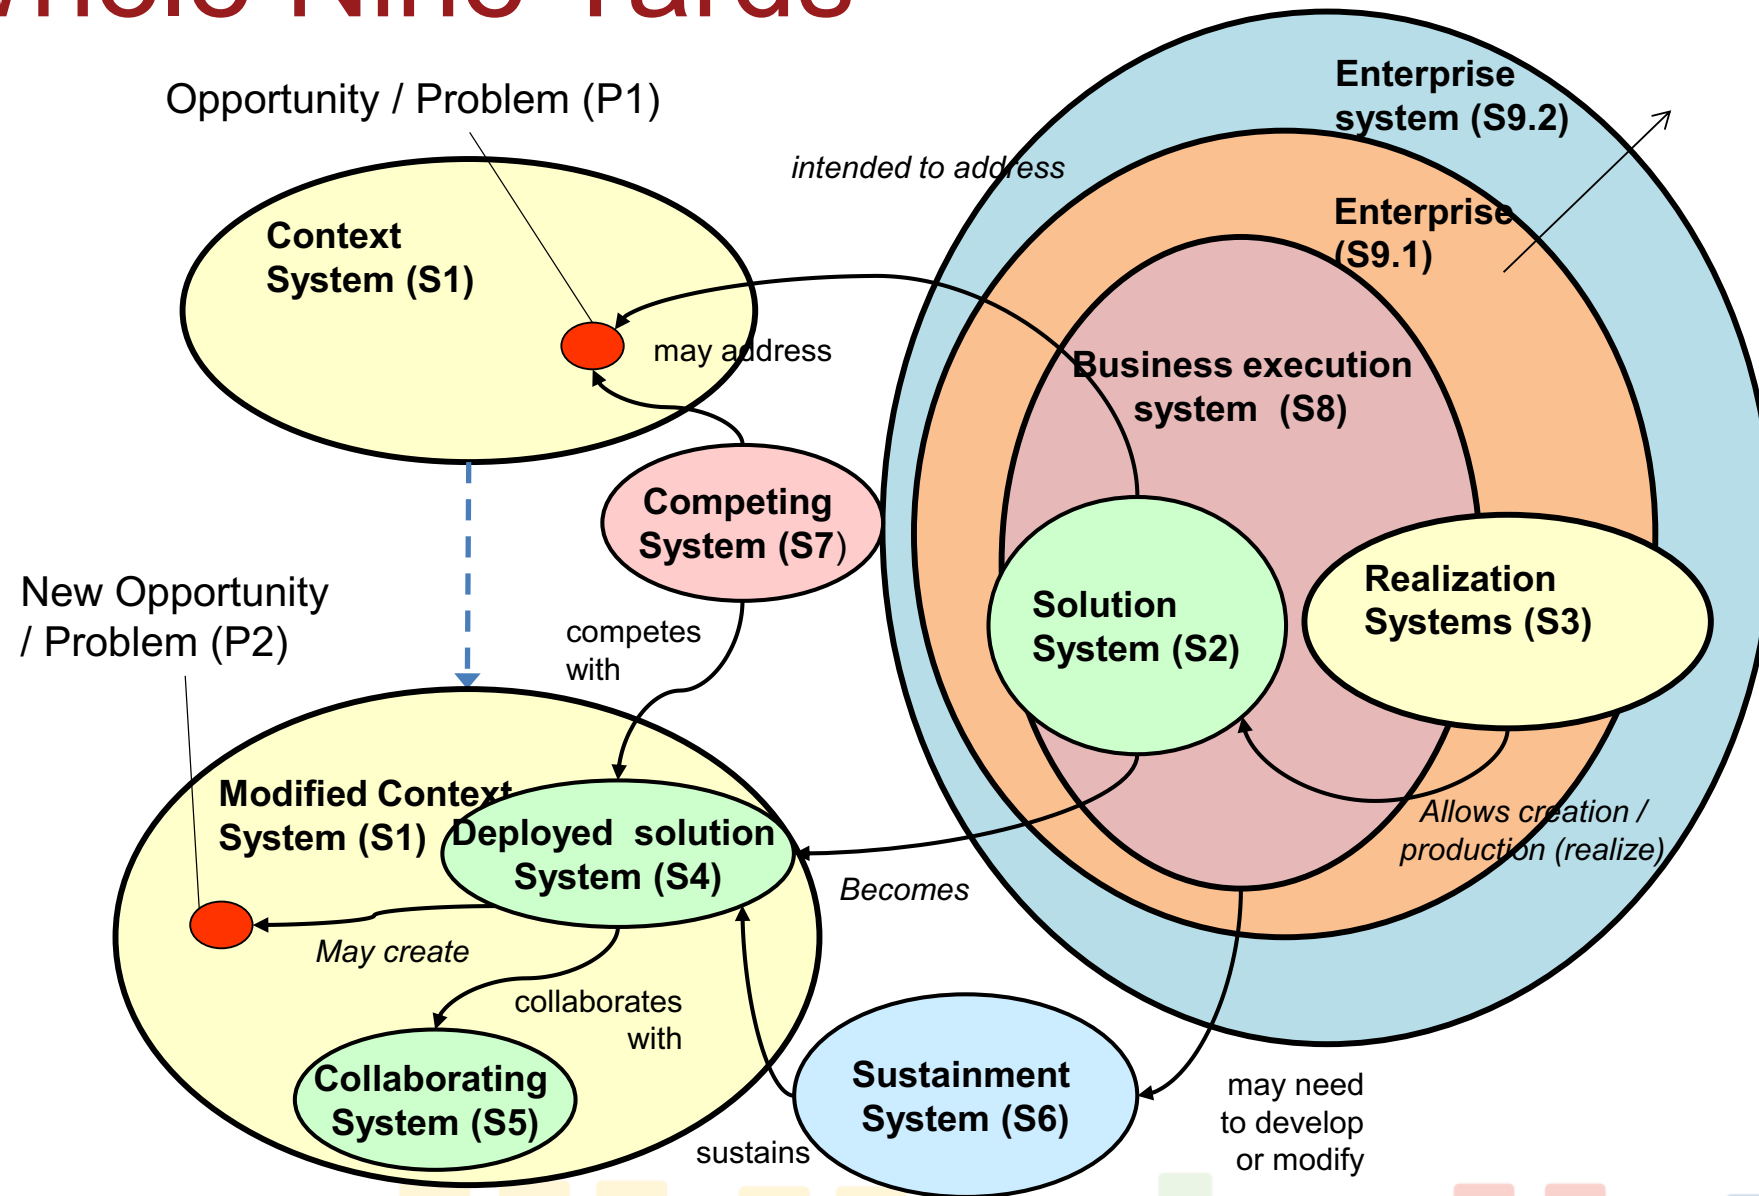 Whole Nine Yards
Opportunity / Problem (P1)
Enterprise
system (S9.2)
intended to address
Enterprise
(S9.1)
Context
System (S1)
may address
Business execution
system (S8)
Competing
System (S7)
New Opportunity
/ Problem (P2)
competes
with
Solution
System (S2)
Realization
Systems (S3)
Modified Context
System (S1)
Deployed solution
System (S4)
Allows creation /
production (realize)
Becomes
May create
collaborates
with
Collaborating
System (S5)
Sustainment
System (S6)
sustains
may need
to develop
or modify